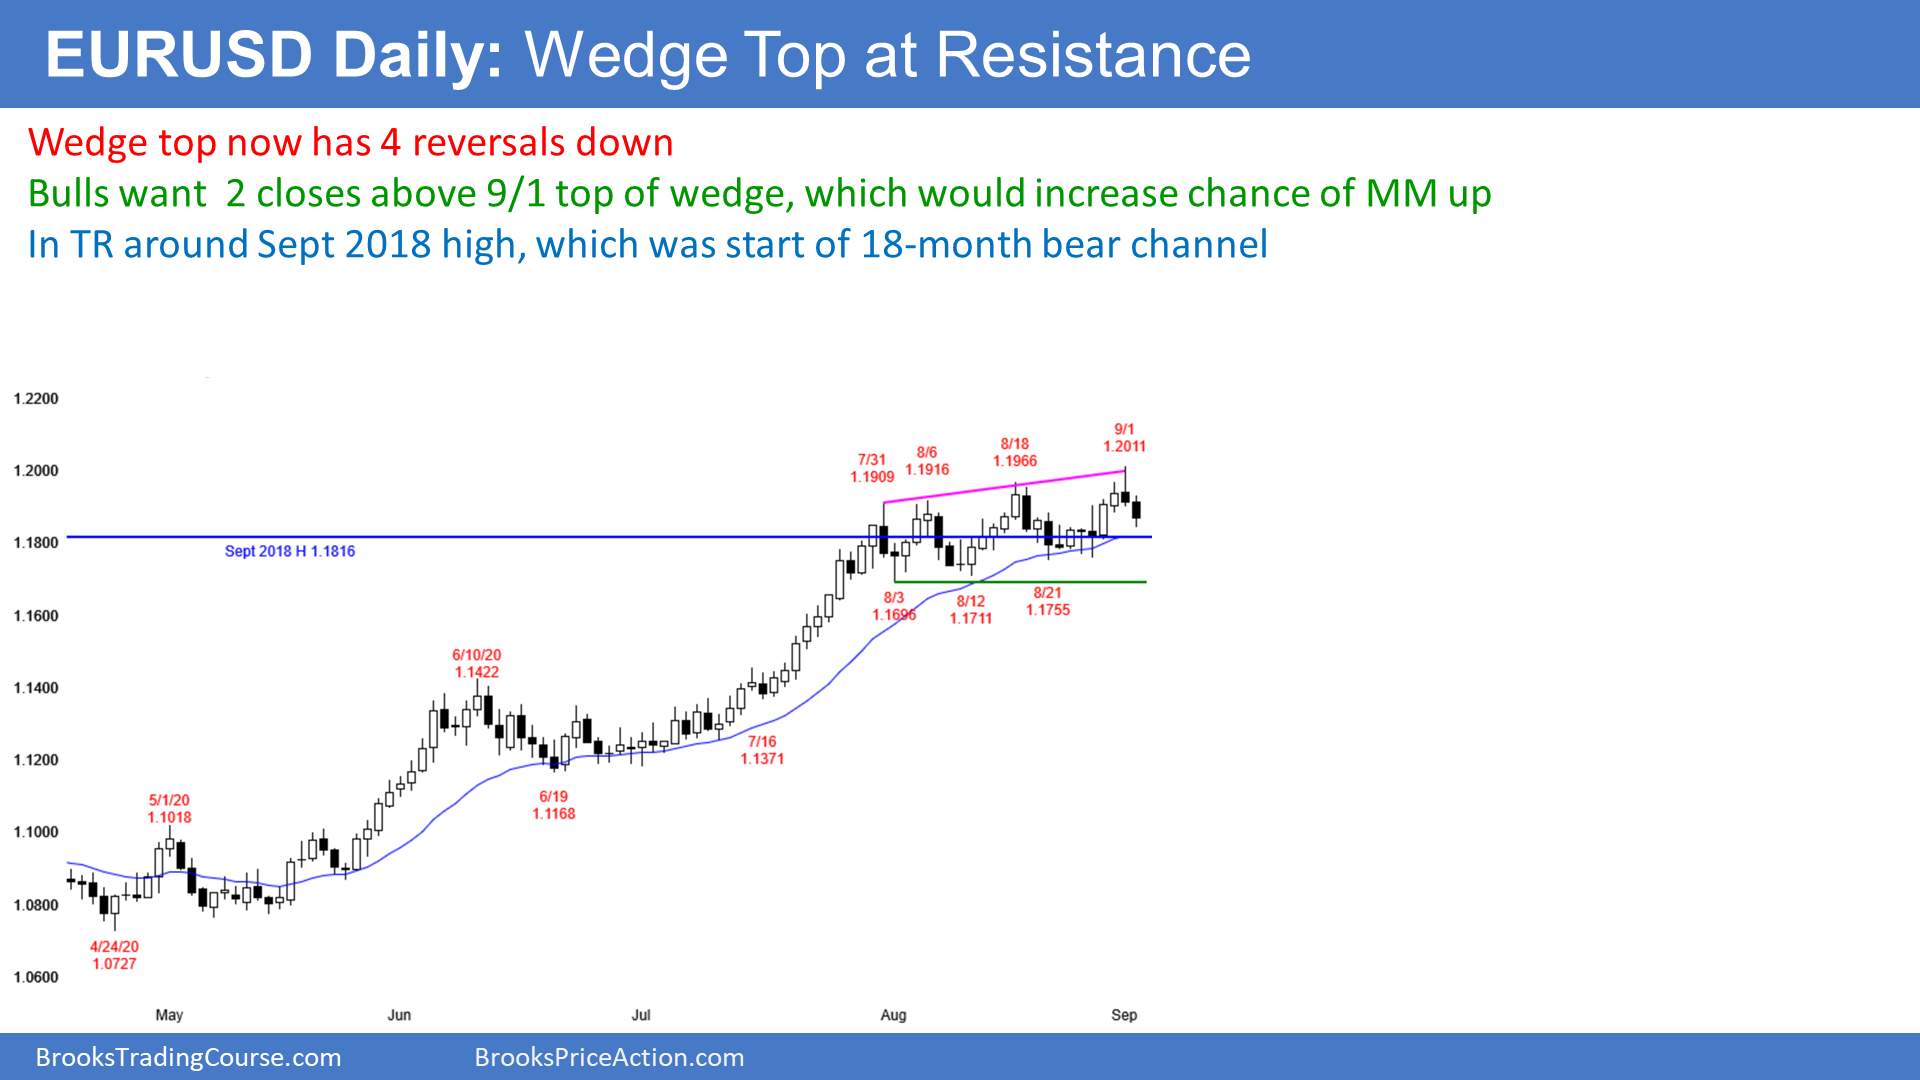 EURUSD Daily: Wedge Top at Resistance
Wedge top now has 4 reversals down
Bulls want  2 closes above 9/1 top of wedge, which would increase chance of MM up
In TR around Sept 2018 high, which was start of 18-month bear channel
1.2200
1.2000
1.1800
1.1600
1.1400
1.1200
1.1000
1.0800
1.0600
Sept 2018 H 1.1816
4/24/20
1.0727
5/1/20
1.1018
6/10/20
1.1422
6/19
1.1168
7/16
1.1371
7/31
1.1909
8/3
1.1696
8/6
1.1916
8/12
1.1711
8/18
1.1966
8/21
1.1755
9/1
1.2011
May
Jun
Jul
Aug
Sep
BrooksTradingCourse.com
BrooksPriceAction.com